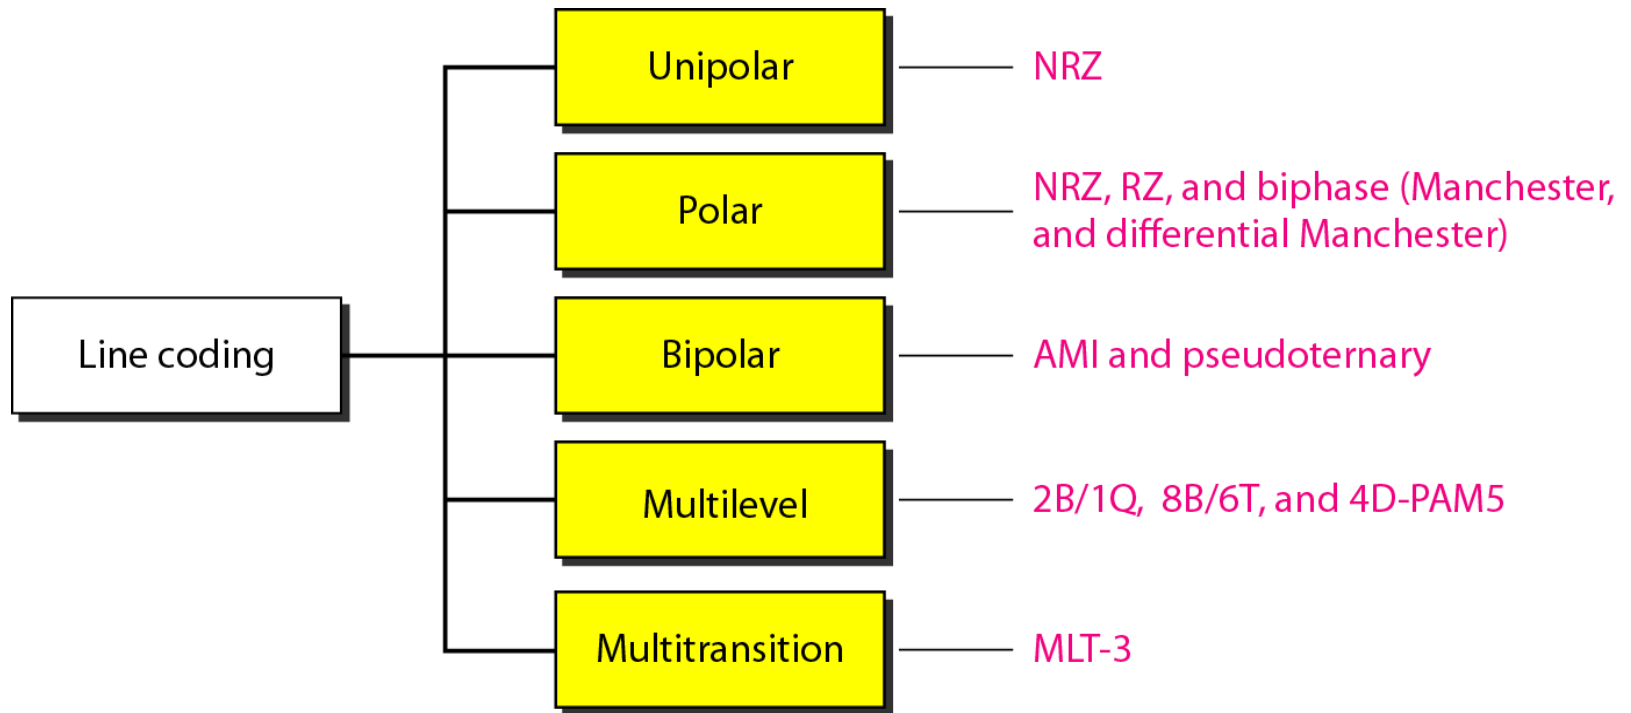 Unipolar
NRZ
Polar
NRZ, RZ, and biphase (Manchester,
and differential Manchester)
Line coding
Bipolar
AMI and pseudoternary
Multilevel
2B/1Q, 8B/6T, and 4D-PAM5
Multitransition
MLT-3